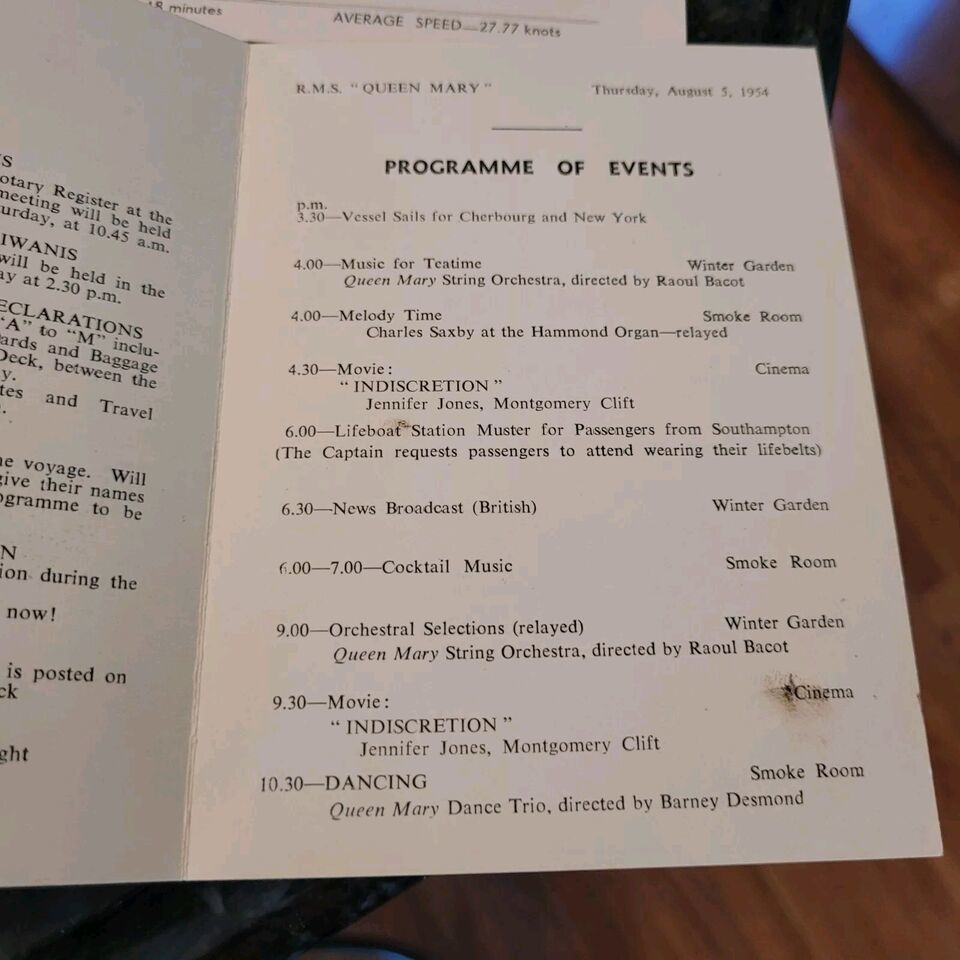 8 minutes
AVERAGE SPEED—27.77 knots
otary Register at the
meeting will be held
urday, at 10.45 a.m.
IWANIS
will be held in the
ay at 2.30 p.m.
ECLARATIONS
"A" to "M" inclu-
ards and Baggage
Deck, between the
y.
tes and Travel
e voyage. Will
give their names
ogramme to be
N
ion during the
now!
is posted on
ck
ght
R.M.S. "QUEEN MARY" Thursday, August 5, 1954
PROGRAMME OF EVENTS
p.m.
3.30—Vessel Sails for Cherbourg and New York
4.00—Music for Teatime Winter Garden
Queen Mary String Orchestra, directed by Raoul Bacot
4.00—Melody Time Smoke Room
Charles Saxby at the Hammond Organ—relayed
4.30—Movie: Cinema
"INDISCRETION"
Jennifer Jones, Montgomery Clift
6.00—Lifeboat Station Muster for Passengers from Southampton
(The Captain requests passengers to attend wearing their lifebelts)
6.30—News Broadcast (British) Winter Garden
6.00—7.00—Cocktail Music Smoke Room
9.00—Orchestral Selections (relayed) Winter Garden
Queen Mary String Orchestra, directed by Raoul Bacot
9.30—Movie: Cinema
"INDISCRETION"
Jennifer Jones, Montgomery Clift
10.30—DANCING Smoke Room
Queen Mary Dance Trio, directed by Barney Desmond